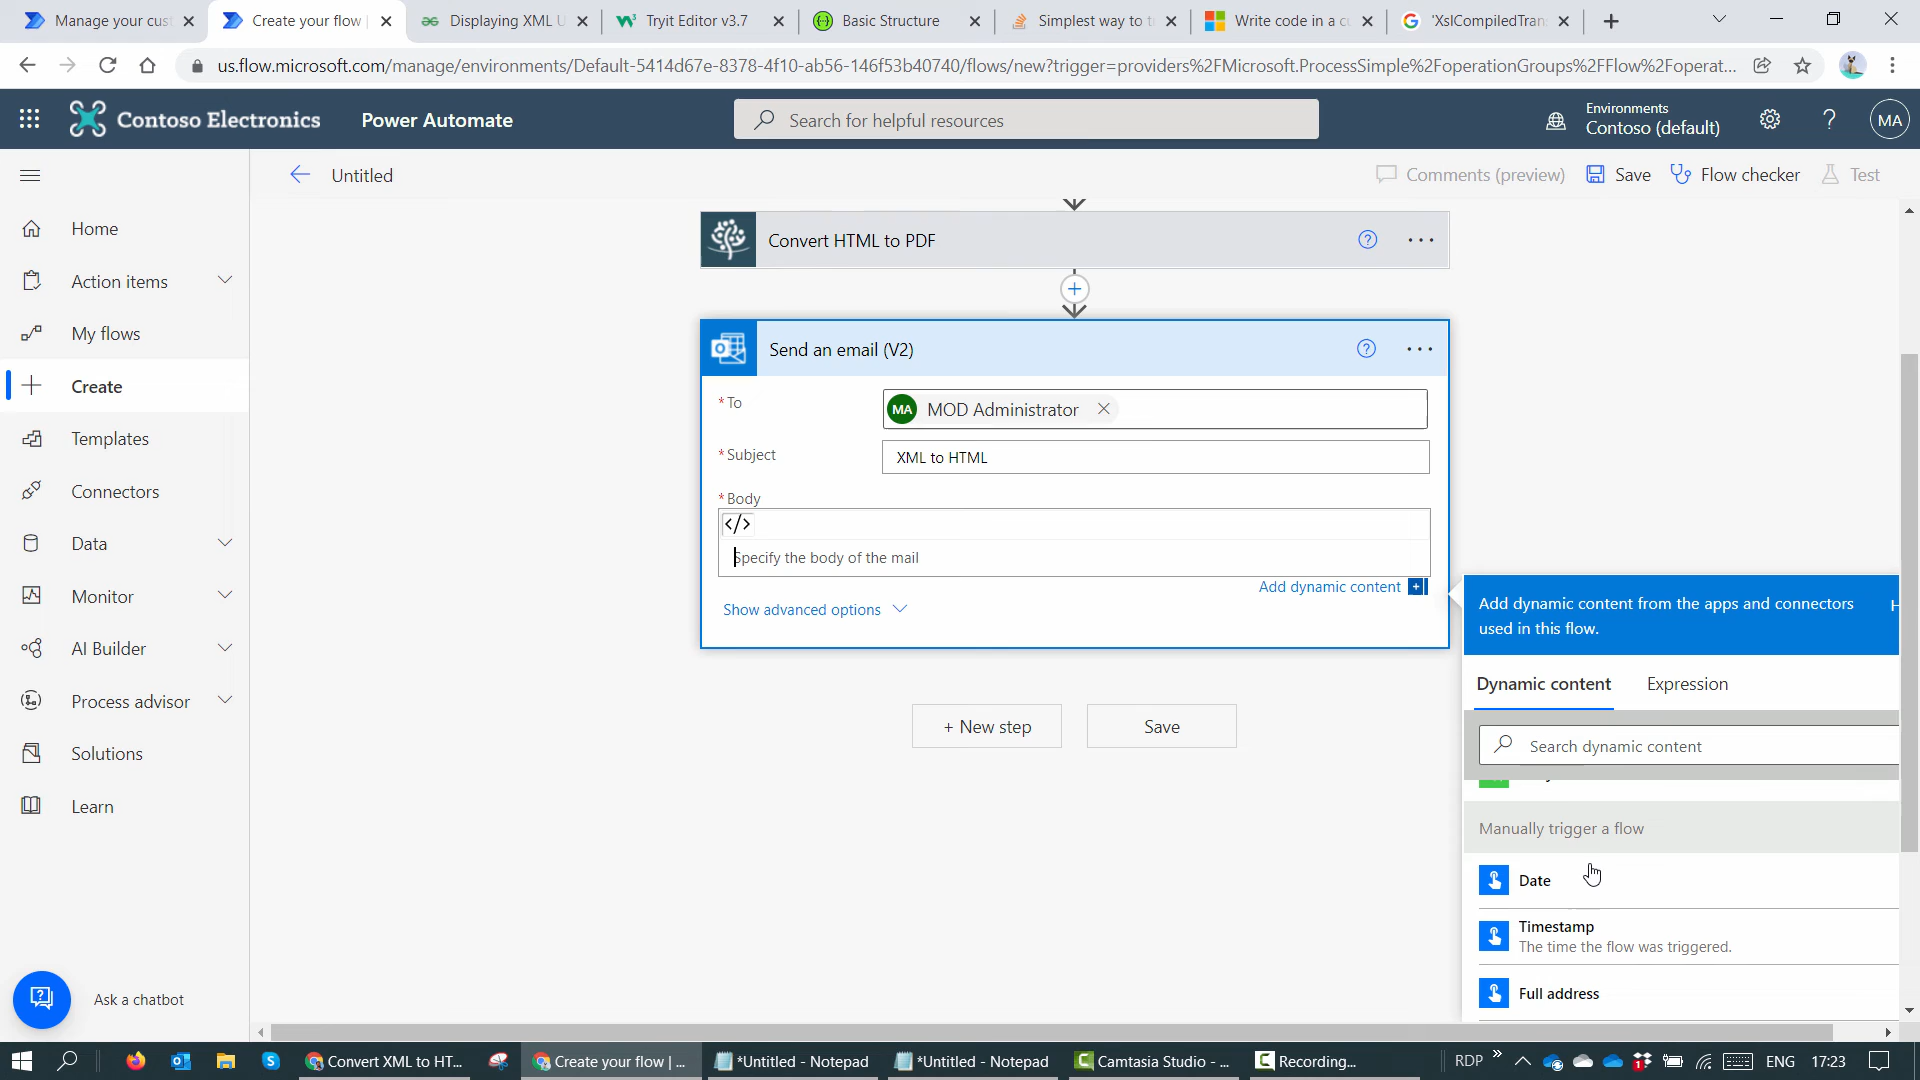 Manage your cus
Create your flow |
Displaying XML U
Tryit Editor v3.7
Basic Structure
Simplest way to t
Write code in a c
'XslCompiledTran
us.flow.microsoft.com/manage/environments/Default-5414d67e-8378-4f10-ab56-146f53b40740/flows/new?trigger=providers%2FMicrosoft.ProcessSimple%2FoperationGroups%2FFlow%2Foperat...
Contoso Electronics
Power Automate
Search for helpful resources
Environments
Contoso (default)
MA
Untitled
Comments (preview)
Save
Flow checker
Test
Home
Action items
My flows
Create
Templates
Connectors
Data
Monitor
AI Builder
Process advisor
Solutions
Learn
Ask a chatbot
Convert HTML to PDF
Send an email (V2)
* To
MA MOD Administrator
* Subject
XML to HTML
* Body
</>
Specify the body of the mail
Add dynamic content
Show advanced options
+ New step
Save
Add dynamic content from the apps and connectors
used in this flow.
Dynamic content
Expression
Search dynamic content
Manually trigger a flow
Date
Timestamp
The time the flow was triggered.
Full address
Convert XML to HT...
Create your flow | ...
*Untitled - Notepad
*Untitled - Notepad
Camtasia Studio - ...
Recording...
RDP
ENG
17:23